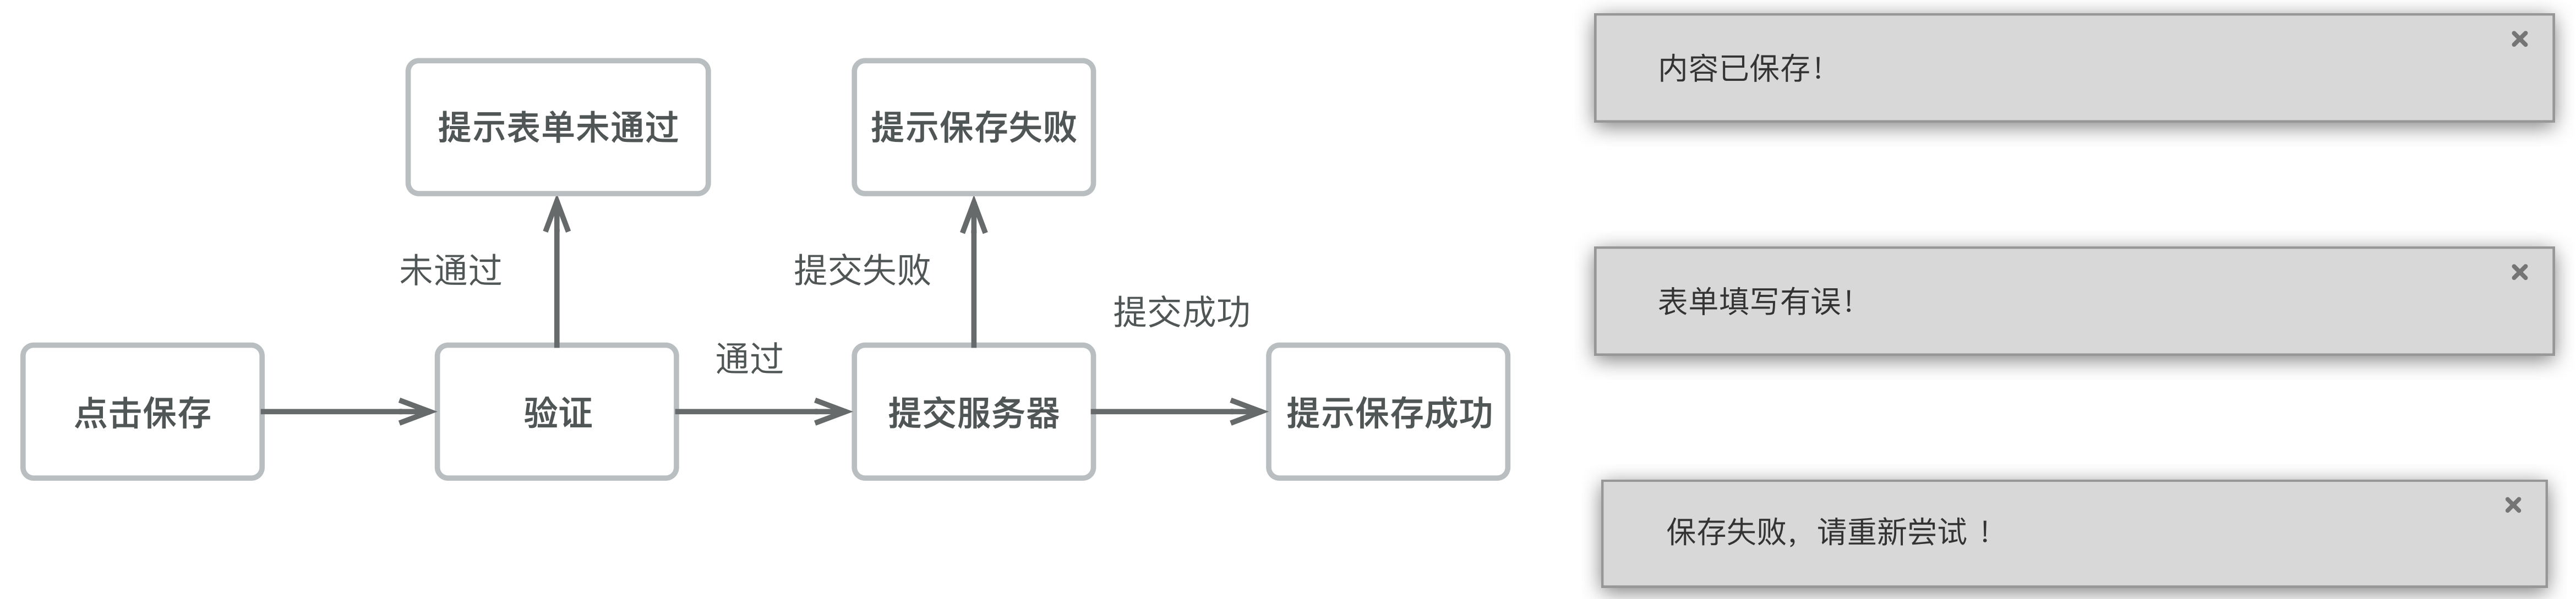 提示表单未通过
提示保存失败
未通过
提交失败
提交成功
通过
点击保存
验证
提交服务器
提示保存成功
内容已保存！
表单填写有误！
保存失败，请重新尝试 ！